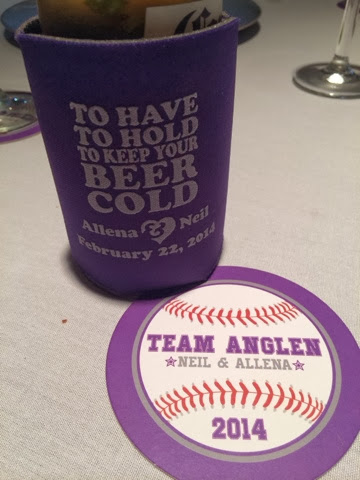 TO HAVE
TO HOLD
TO KEEP YOUR
BEER
COLD
Allena & Neil
February 22, 2014
TEAM ANGLEN
NEIL & ALLENA
2014